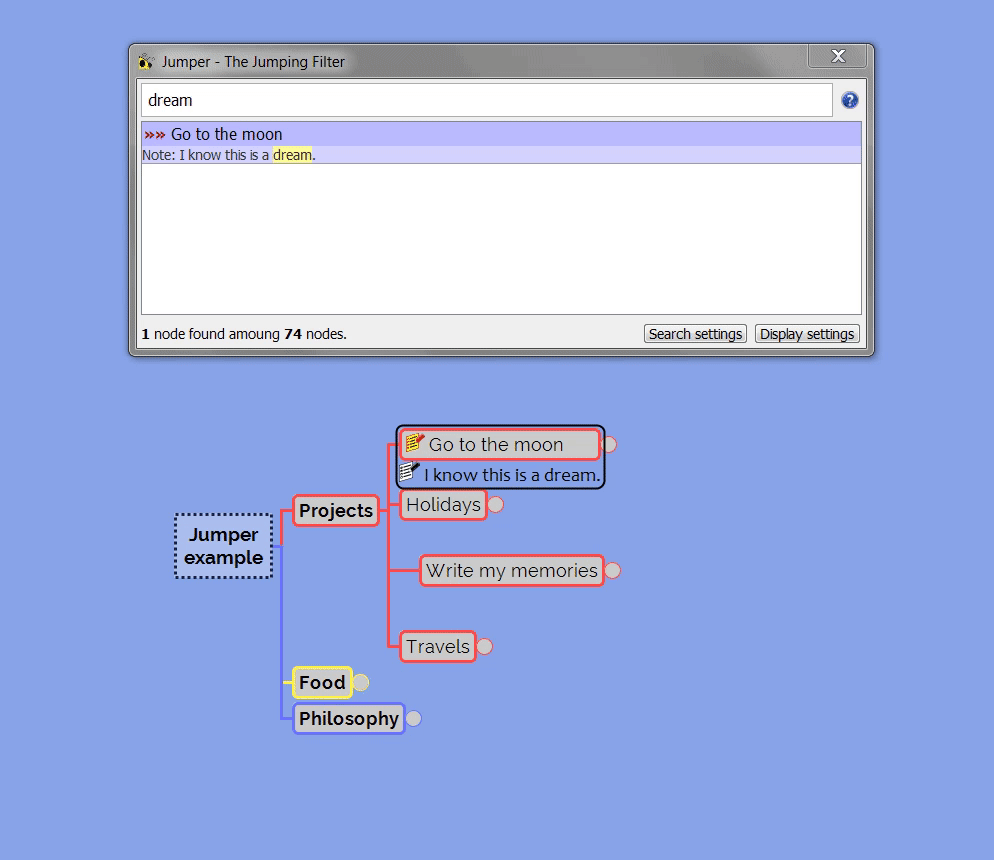 Jumper - The Jumping Filter
dream
»» Go to the moon
Note: I know this is a dream.
1 node found amoung 74 nodes.
Search settings
Display settings
Go to the moon
I know this is a dream.
Holidays
Projects
Jumper
example
Write my memories
Travels
Food
Philosophy